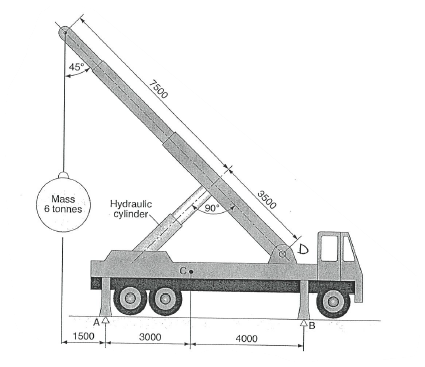 45°
7500
Mass
6 tonnes
Hydraulic
cylinder
90°
3500
D
C
A
B
1500
3000
4000